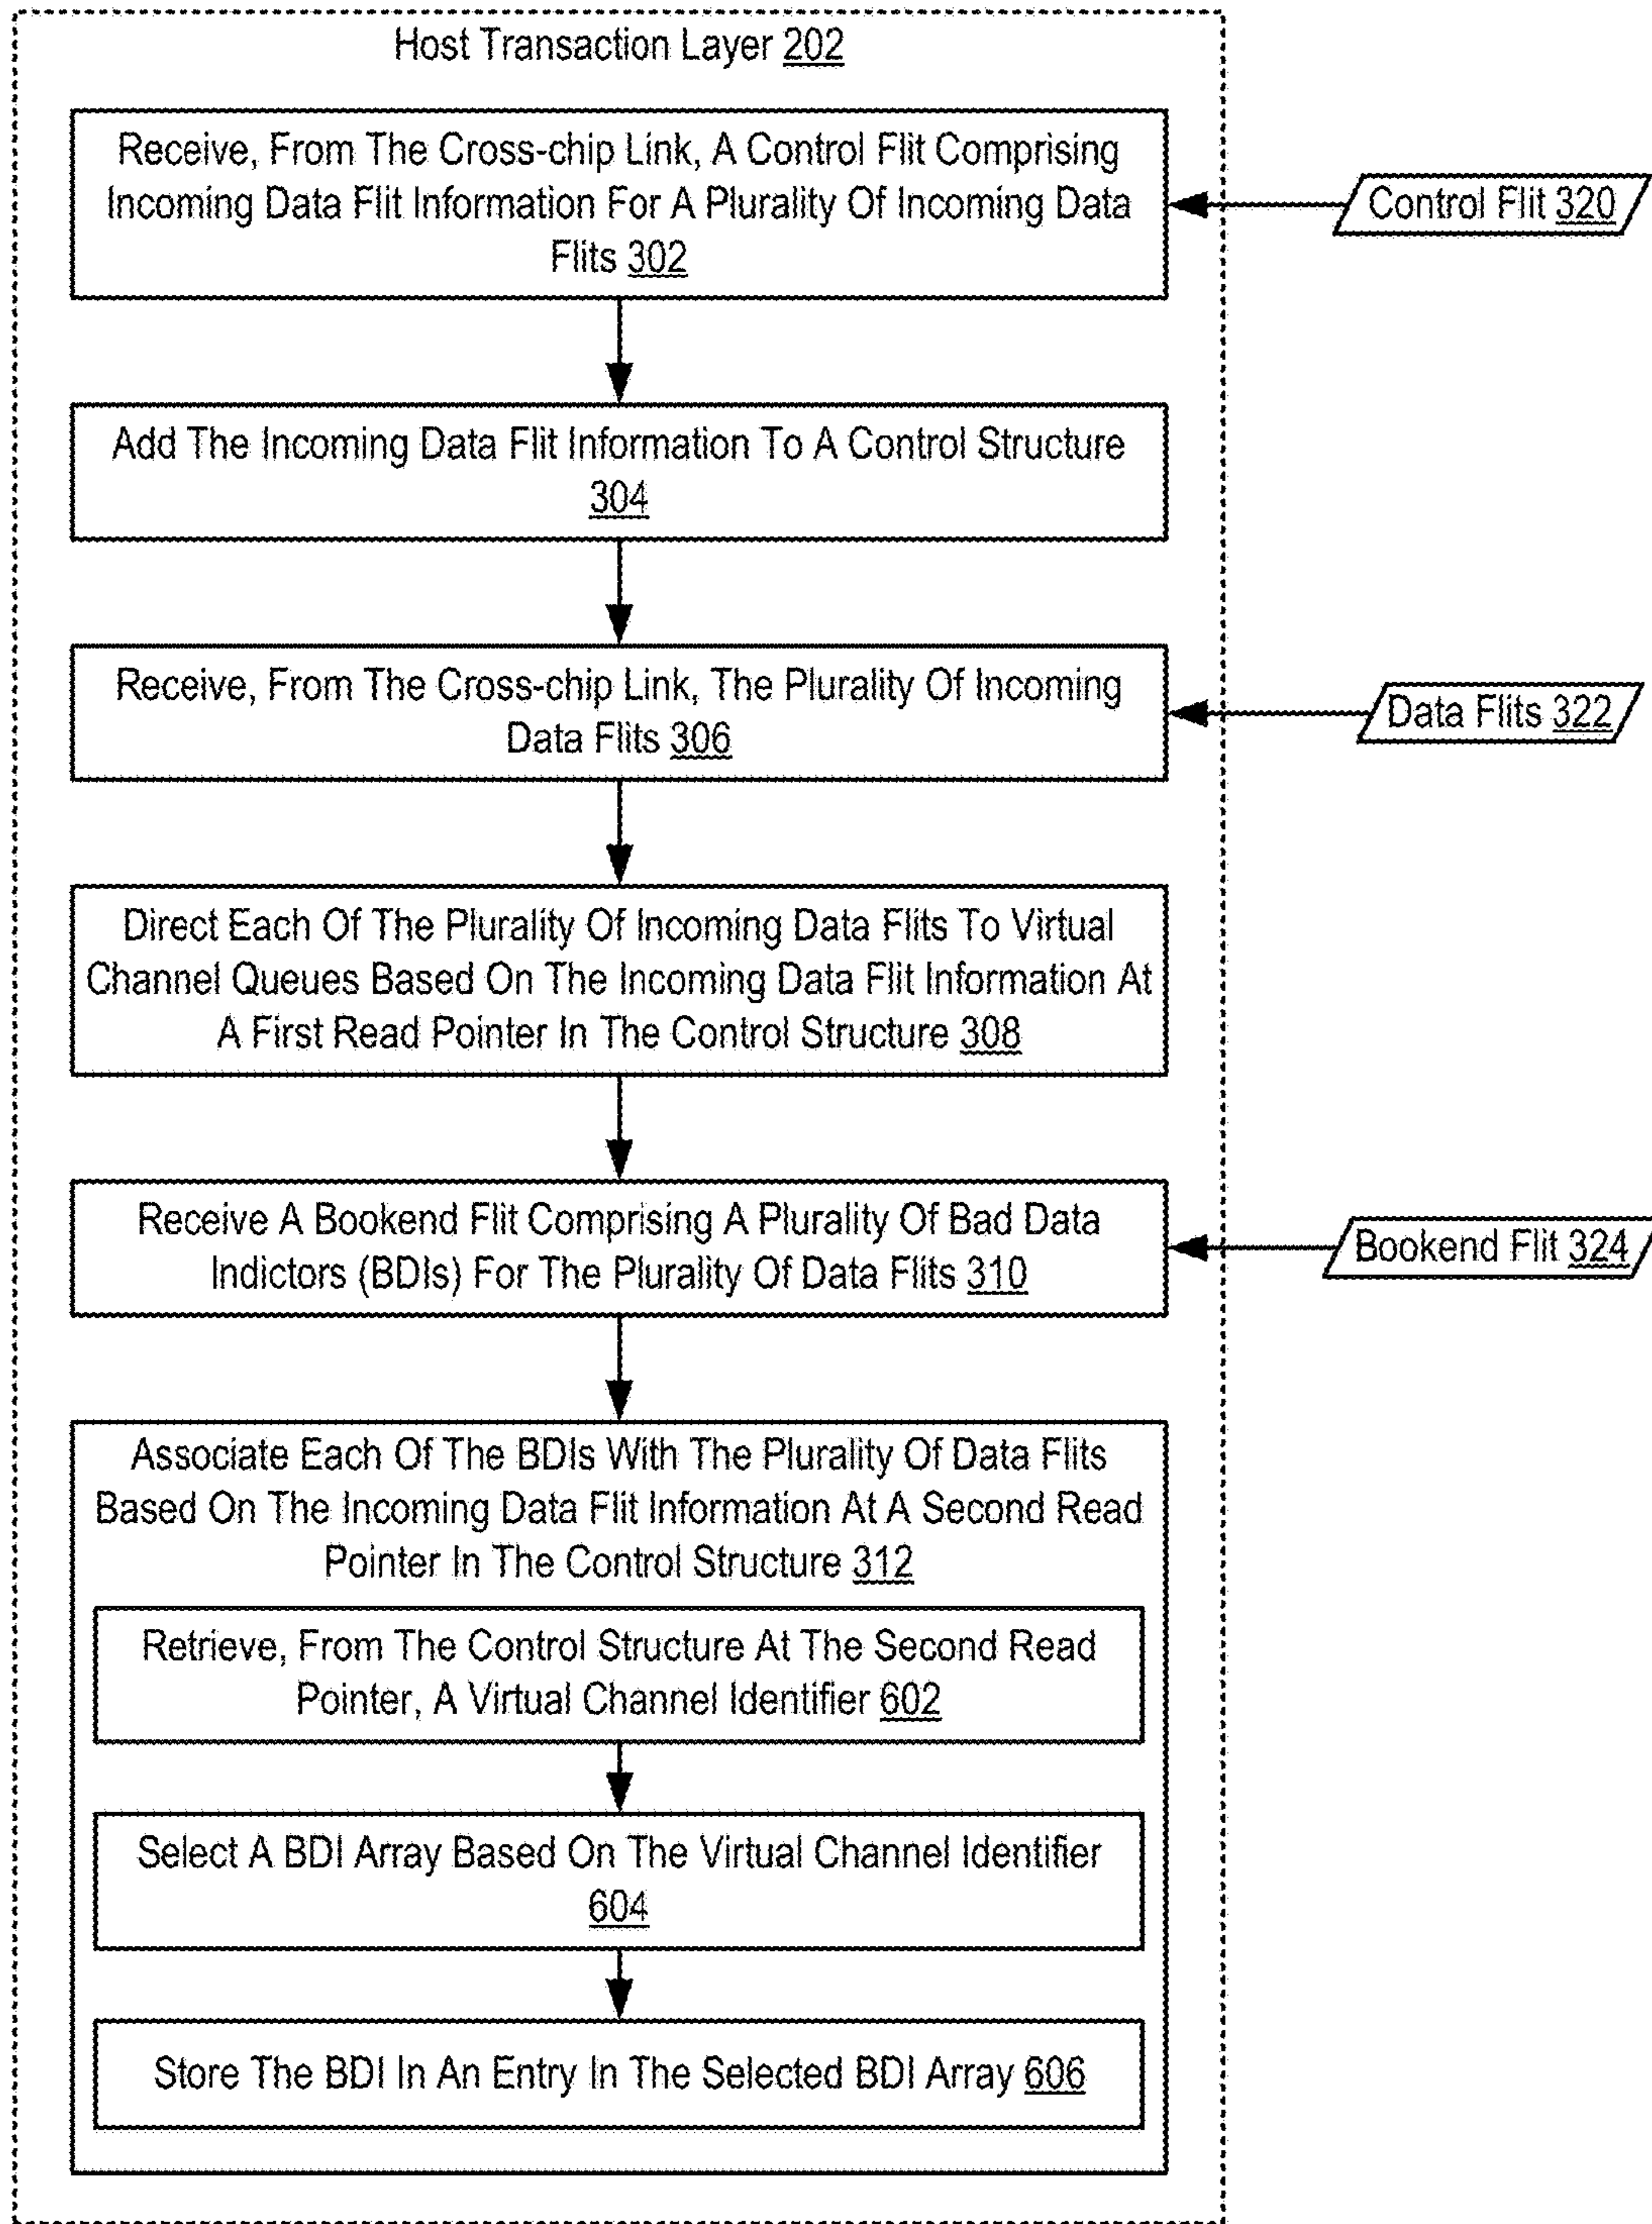 Host Transaction Layer 202
Receive, From The Cross-chip Link, A Control Flit Comprising
Incoming Data Flit Information For A Plurality Of Incoming Data
Flits 302
Control Flit 320
Add The Incoming Data Flit Information To A Control Structure
304
Receive, From The Cross-chip Link, The Plurality Of Incoming
Data Flits 306
Data Flits 322
Direct Each Of The Plurality Of Incoming Data Flits To Virtual
Channel Queues Based On The Incoming Data Flit Information At
A First Read Pointer In The Control Structure 308
Receive A Bookend Flit Comprising A Plurality Of Bad Data
Indictors (BDIs) For The Plurality Of Data Flits 310
Bookend Flit 324
Associate Each Of The BDIs With The Plurality Of Data Flits
Based On The Incoming Data Flit Information At A Second Read
Pointer In The Control Structure 312
Retrieve, From The Control Structure At The Second Read
Pointer, A Virtual Channel Identifier 602
Select A BDI Array Based On The Virtual Channel Identifier
604
Store The BDI In An Entry In The Selected BDI Array 606